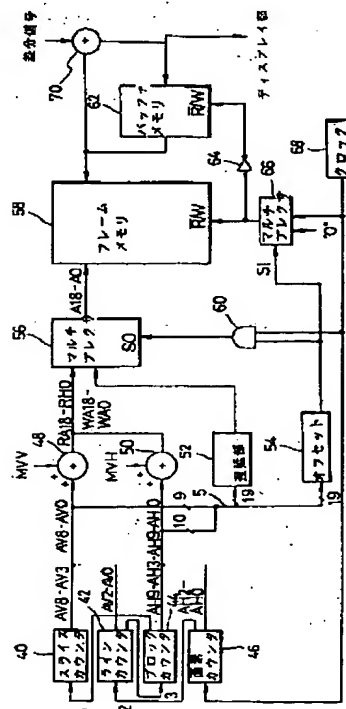 差分信号
70
ディスプレイ部
62
バッファメモリ
R/W
64
58
フレームメモリ
R/W
66
マルチプレクサ
"0"
68
クロック
S1
A18-A0
56
マルチプレクサ
S0
60
RA18-RH0
WA18-WA0
MVV
48
MVH
50
52
遅延部
54
オフセット
19
19
5
9
10
AV8-AV0
AH9-AH0
AV8-AV3
AV2-AV0
AH9-AH3
40
スライスカウンタ
42
ラインカウンタ
44
ブロックカウンタ
46
画素カウンタ
3
2